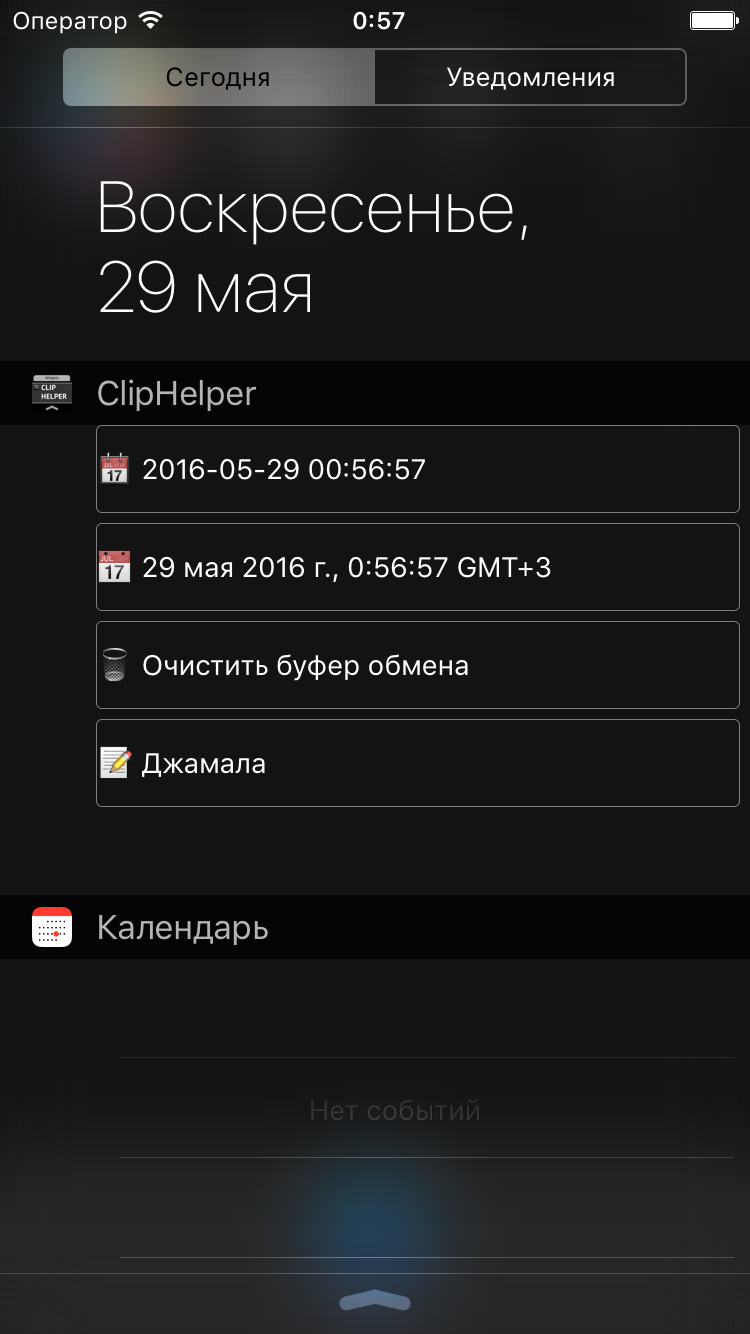 Оператор 0:57
Сегодня Уведомления
Воскресенье,
29 мая
CLIP
HELPER
ClipHelper
JUL
17
2016-05-29 00:56:57
JUL
17
29 мая 2016 г., 0:56:57 GMT+3
Очистить буфер обмена
Джамала
Календарь
Нет событий